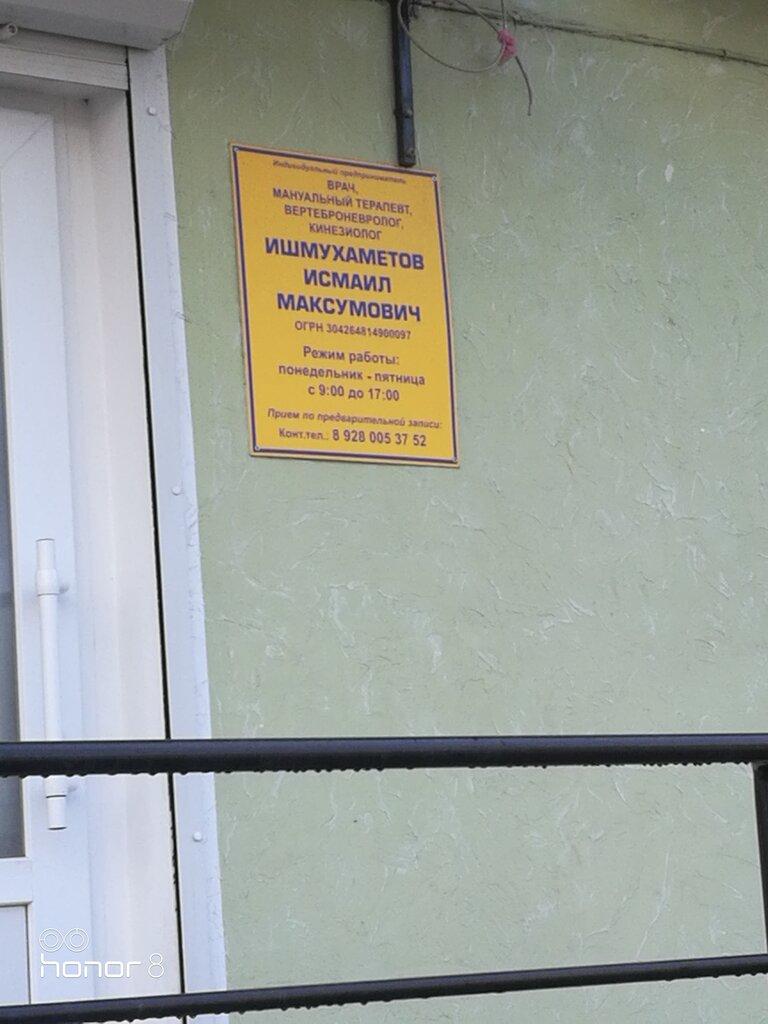 Индивидуальный предприниматель
ВРАЧ,
МАНУАЛЬНЫЙ ТЕРАПЕВТ,
ВЕРТЕБРОНЕВРОЛОГ,
КИНЕЗИОЛОГ
ИШМУХАМЕТОВ
ИСМАИЛ
МАКСУМОВИЧ
ОГРН 304264814900097
Режим работы:
понедельник - пятница
с 9:00 до 17:00
Прием по предварительной записи:
Конт.тел.: 8 928 005 37 52
honor 8